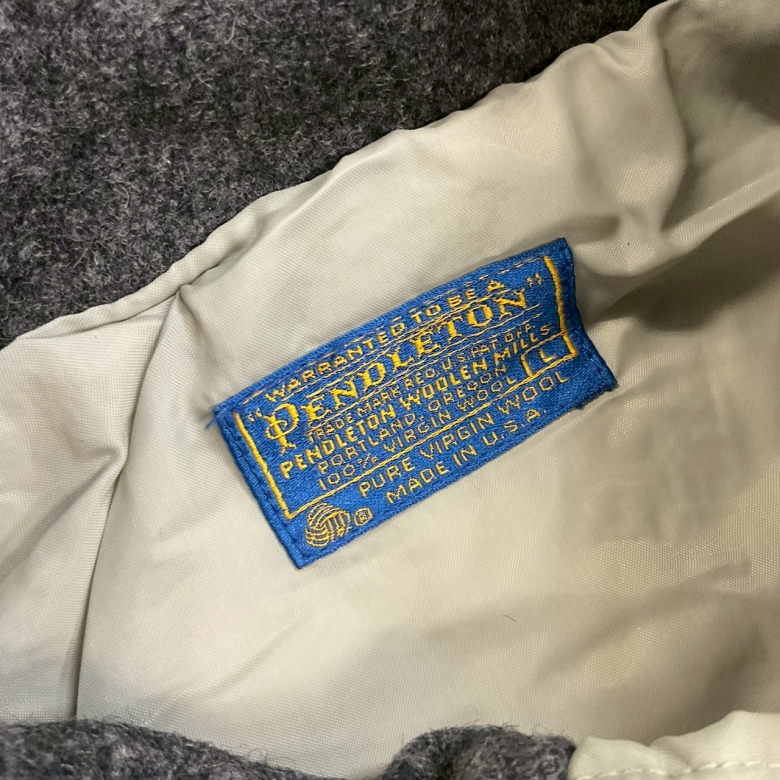 "WARRANTED TO BE A
"PENDLETON"
TRADE MARK REG. U.S. PAT. OFF.
PENDLETON WOOLEN MILLS
PORTLAND, OREGON
100% VIRGIN WOOL
L
PURE VIRGIN WOOL
® MADE IN U.S.A.